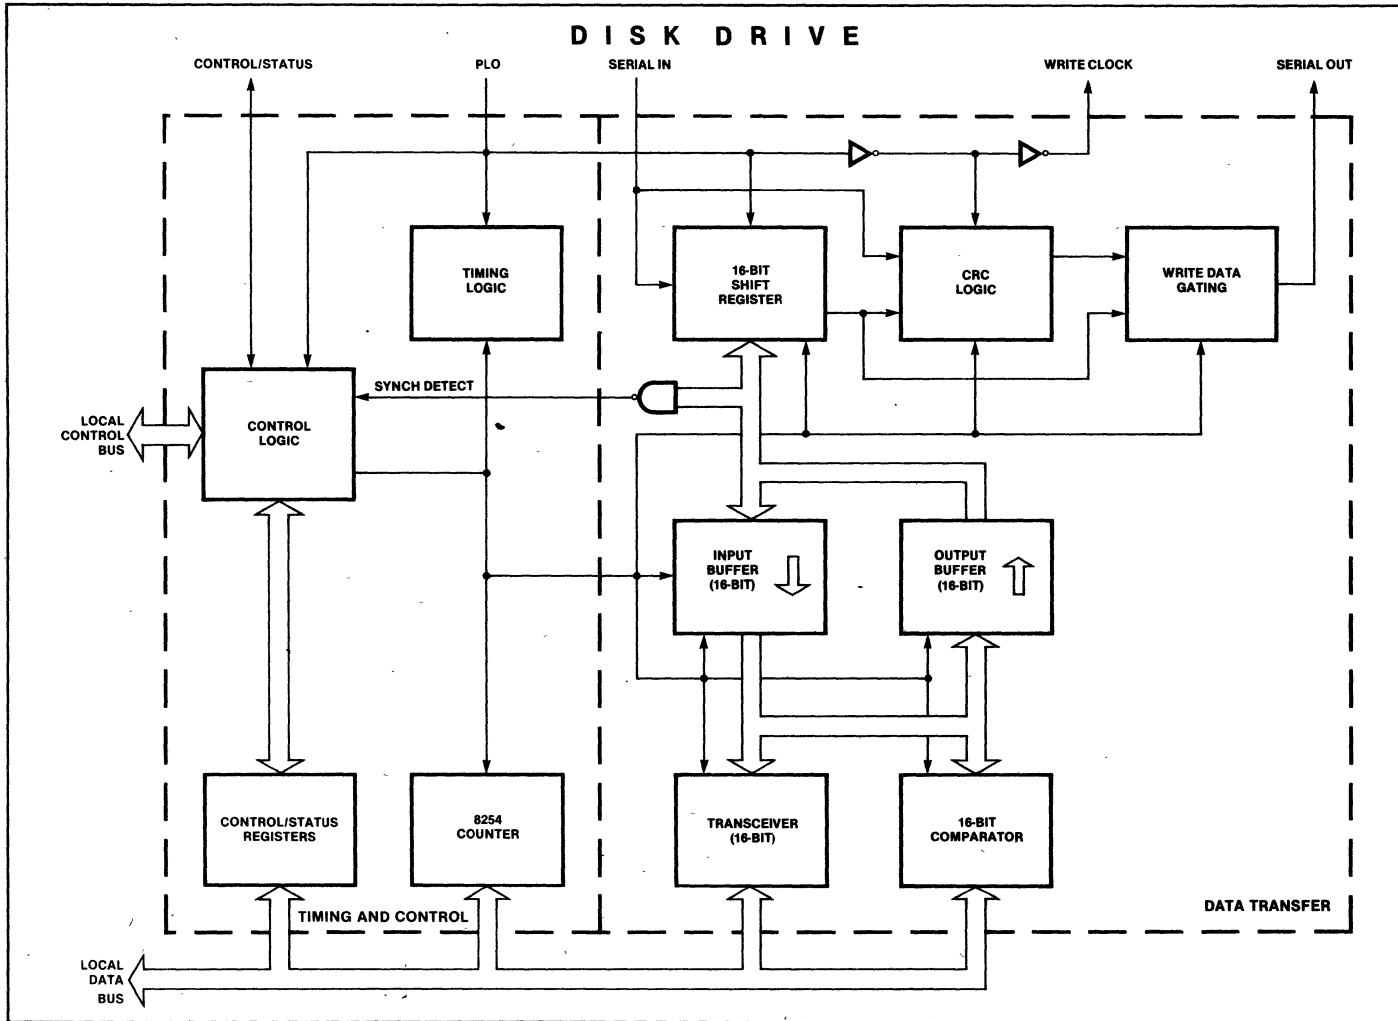 DISK DRIVE
CONTROL/STATUS
PLO
SERIAL IN
WRITE CLOCK
SERIAL OUT
TIMING
LOGIC
16-BIT
SHIFT
REGISTER
CRC
LOGIC
WRITE DATA
GATING
SYNCH DETECT
LOCAL
CONTROL
BUS
CONTROL
LOGIC
INPUT
BUFFER
(16-BIT)
OUTPUT
BUFFER
(16-BIT)
CONTROL/STATUS
REGISTERS
8254
COUNTER
TRANSCEIVER
(16-BIT)
16-BIT
COMPARATOR
TIMING AND CONTROL
DATA TRANSFER
LOCAL
DATA
BUS